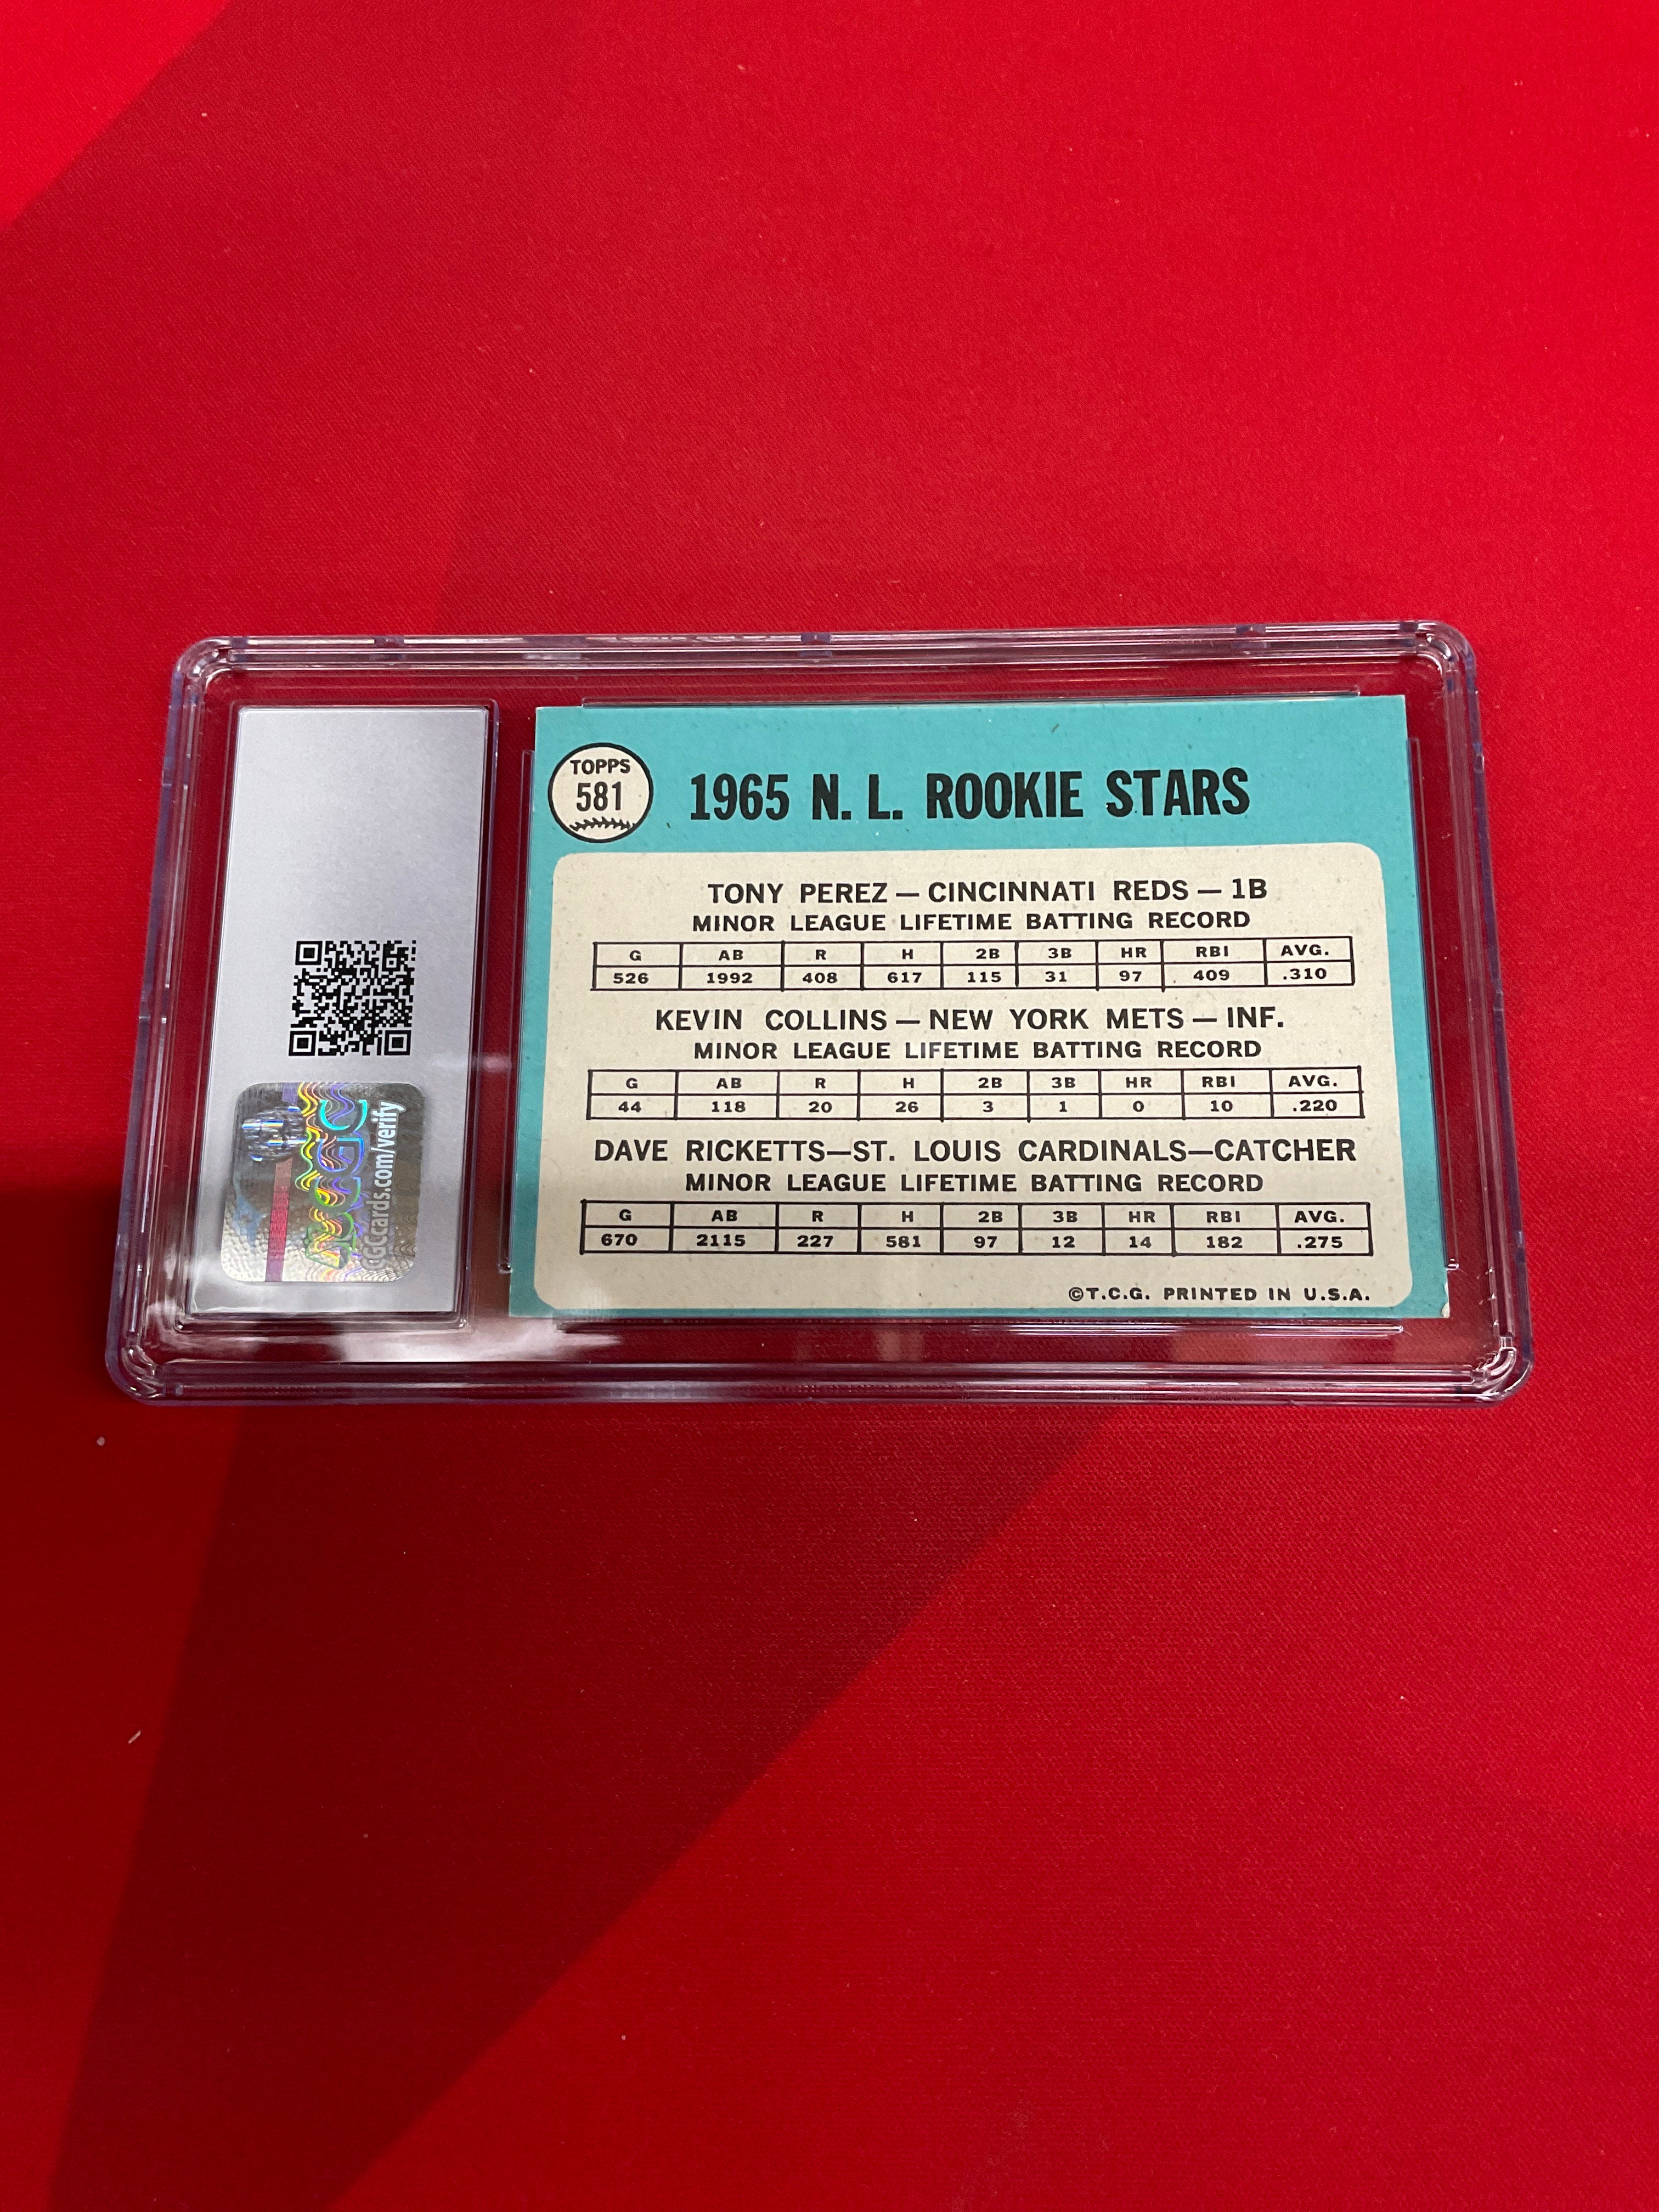 TOPPS
581
1965 N. L. ROOKIE STARS
TONY PEREZ — CINCINNATI REDS — 1B
MINOR LEAGUE LIFETIME BATTING RECORD
G AB R H 2B 3B HR RBI AVG.
526 1992 408 617 115 31 97 409 .310
KEVIN COLLINS — NEW YORK METS — INF.
MINOR LEAGUE LIFETIME BATTING RECORD
G AB R H 2B 3B HR RBI AVG.
44 118 20 26 3 1 0 10 .220
DAVE RICKETTS—ST. LOUIS CARDINALS—CATCHER
MINOR LEAGUE LIFETIME BATTING RECORD
G AB R H 2B 3B HR RBI AVG.
670 2115 227 581 97 12 14 182 .275
©T.C.G. PRINTED IN U.S.A.
CGCcards.com/verify